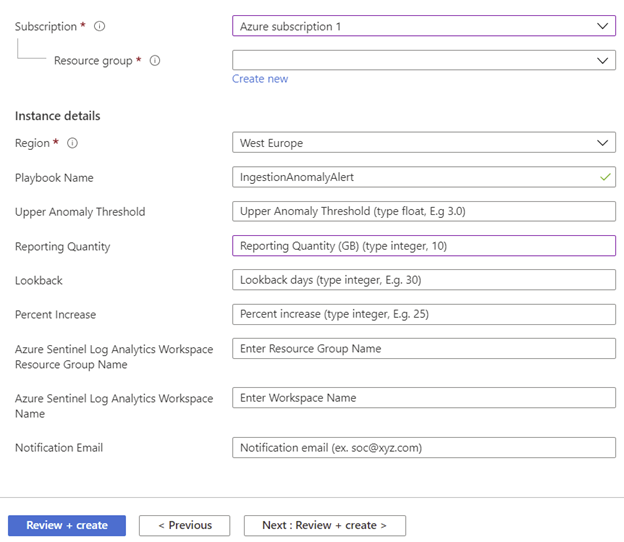 Subscription *
Azure subscription 1
Resource group *
Create new
Instance details
Region *
West Europe
Playbook Name
IngestionAnomalyAlert
Upper Anomaly Threshold
Upper Anomaly Threshold (type float, E.g 3.0)
Reporting Quantity
Reporting Quantity (GB) (type integer, 10)
Lookback
Lookback days (type integer, E.g. 30)
Percent Increase
Percent increase (type integer, E.g. 25)
Azure Sentinel Log Analytics Workspace
Resource Group Name
Enter Resource Group Name
Azure Sentinel Log Analytics Workspace
Name
Enter Workspace Name
Notification Email
Notification email (ex. soc@xyz.com)
Review + create
< Previous
Next : Review + create >